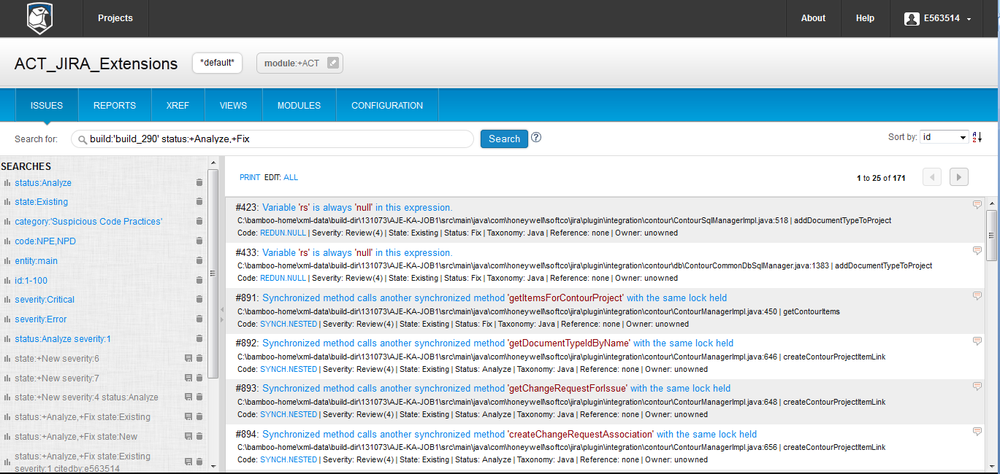 Projects
About
Help
E563514
ACT_JIRA_Extensions
*default*
module:+ACT
ISSUES
REPORTS
XREF
VIEWS
MODULES
CONFIGURATION
Search for:
build:'build_290' status:+Analyze,+Fix
Search
?
Sort by:
id
A
Z
SEARCHES
status:Analyze
state:Existing
category:'Suspicious Code Practices'
code:NPE,NPD
entity:main
id:1-100
severity:Critical
severity:Error
status:Analyze severity:1
state:+New severity:6
state:+New severity:7
state:+New severity:4 status:Analyze
status:+Analyze,+Fix state:Existing
status:+Analyze,+Fix state:New
status:+Analyze,+Fix state:Existing
severity:1 citedby:e563514
PRINT EDIT: ALL
1 to 25 of 171
#423: Variable 'rs' is always 'null' in this expression.
C:\bamboo-home\xml-data\build-dir\131073\AJE-KA-JOB1\src\main\java\com\honeywell\softco\jira\plugin\integration\contour\ContourSqlManagerImpl.java:518 | addDocumentTypeToProject
Code: REDUN.NULL | Severity: Review(4) | State: Existing | Status: Fix | Taxonomy: Java | Reference: none | Owner: unowned
#433: Variable 'rs' is always 'null' in this expression.
C:\bamboo-home\xml-data\build-dir\131073\AJE-KA-JOB1\src\main\java\com\honeywell\softco\jira\plugin\integration\contour\db\ContourCommonDbSqlManager.java:1383 | addDocumentTypeToProject
Code: REDUN.NULL | Severity: Review(4) | State: Existing | Status: Fix | Taxonomy: Java | Reference: none | Owner: unowned
#891: Synchronized method calls another synchronized method 'getItemsForContourProject' with the same lock held
C:\bamboo-home\xml-data\build-dir\131073\AJE-KA-JOB1\src\main\java\com\honeywell\softco\jira\plugin\integration\contour\ContourManagerImpl.java:450 | getContourItems
Code: SYNCH.NESTED | Severity: Review(4) | State: Existing | Status: Fix | Taxonomy: Java | Reference: none | Owner: unowned
#892: Synchronized method calls another synchronized method 'getDocumentTypeIdByName' with the same lock held
C:\bamboo-home\xml-data\build-dir\131073\AJE-KA-JOB1\src\main\java\com\honeywell\softco\jira\plugin\integration\contour\ContourManagerImpl.java:646 | createContourProjectItemLink
Code: SYNCH.NESTED | Severity: Review(4) | State: Existing | Status: Analyze | Taxonomy: Java | Reference: none | Owner: unowned
#893: Synchronized method calls another synchronized method 'getChangeRequestForIssue' with the same lock held
C:\bamboo-home\xml-data\build-dir\131073\AJE-KA-JOB1\src\main\java\com\honeywell\softco\jira\plugin\integration\contour\ContourManagerImpl.java:648 | createContourProjectItemLink
Code: SYNCH.NESTED | Severity: Review(4) | State: Existing | Status: Analyze | Taxonomy: Java | Reference: none | Owner: unowned
#894: Synchronized method calls another synchronized method 'createChangeRequestAssociation' with the same lock held
C:\bamboo-home\xml-data\build-dir\131073\AJE-KA-JOB1\src\main\java\com\honeywell\softco\jira\plugin\integration\contour\ContourManagerImpl.java:656 | createContourProjectItemLink
Code: SYNCH.NESTED | Severity: Review(4) | State: Existing | Status: Analyze | Taxonomy: Java | Reference: none | Owner: unowned